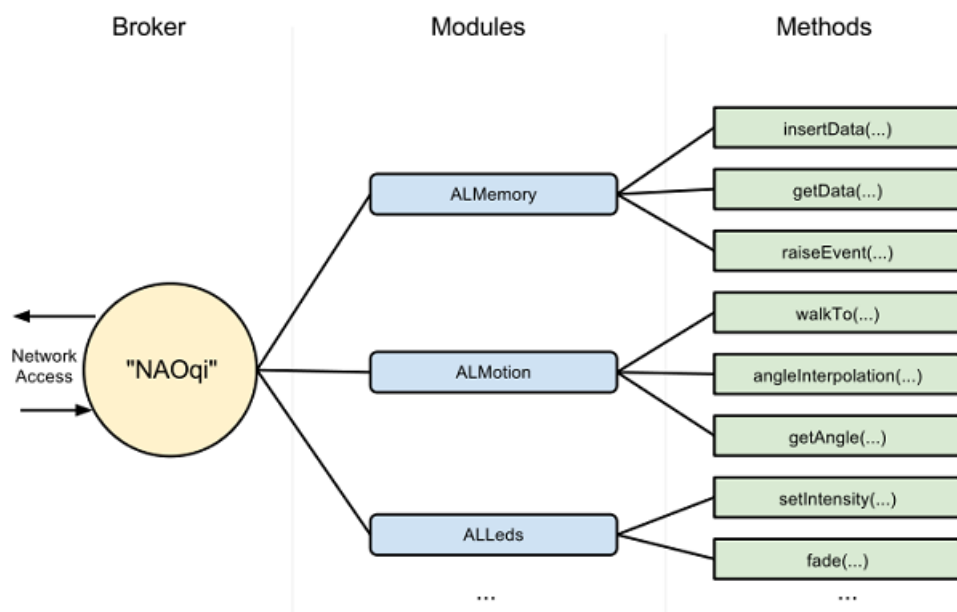 Broker
Modules
Methods
insertData(...)
ALMemory
getData(...)
raiseEvent(...)
walkTo(...)
Network
Access
"NAOqi"
ALMotion
angleInterpolation(...)
getAngle(...)
setIntensity(...)
ALLeds
fade(...)
...
...